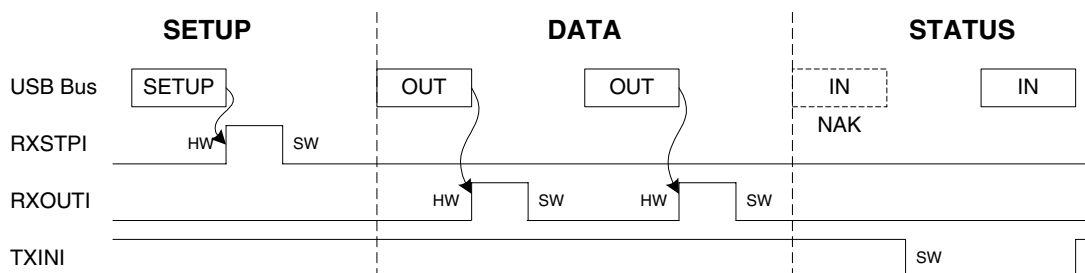 SETUP DATA STATUS
USB Bus SETUP OUT OUT IN IN
NAK
RXSTPI HW SW
RXOUTI HW SW HW SW
TXINI SW